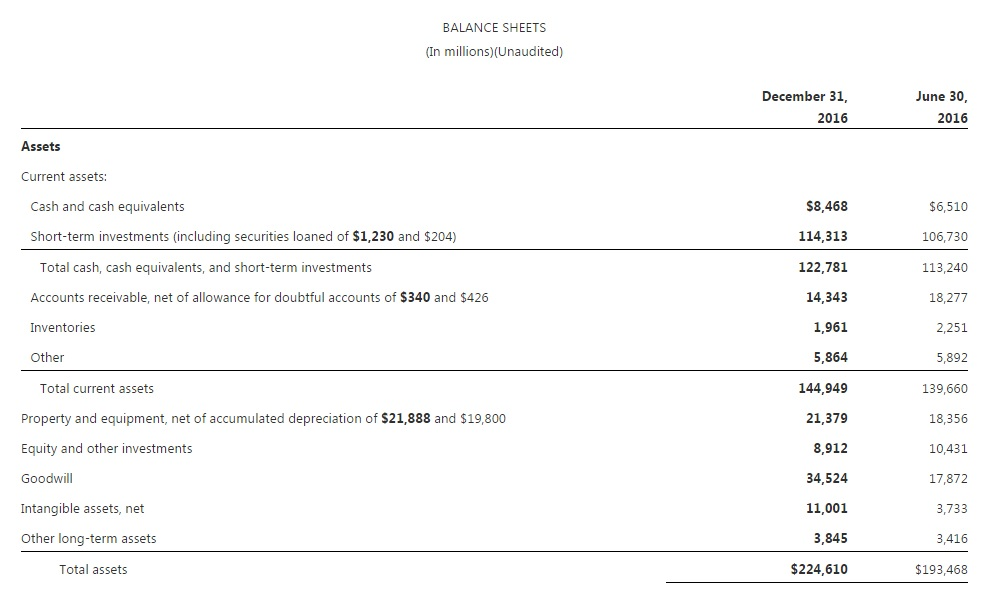 BALANCE SHEETS
(In millions)(Unaudited)
December 31, June 30,
2016 2016
Assets
Current assets:
Cash and cash equivalents $8,468 $6,510
Short-term investments (including securities loaned of $1,230 and $204) 114,313 106,730
Total cash, cash equivalents, and short-term investments 122,781 113,240
Accounts receivable, net of allowance for doubtful accounts of $340 and $426 14,343 18,277
Inventories 1,961 2,251
Other 5,864 5,892
Total current assets 144,949 139,660
Property and equipment, net of accumulated depreciation of $21,888 and $19,800 21,379 18,356
Equity and other investments 8,912 10,431
Goodwill 34,524 17,872
Intangible assets, net 11,001 3,733
Other long-term assets 3,845 3,416
Total assets $224,610 $193,468